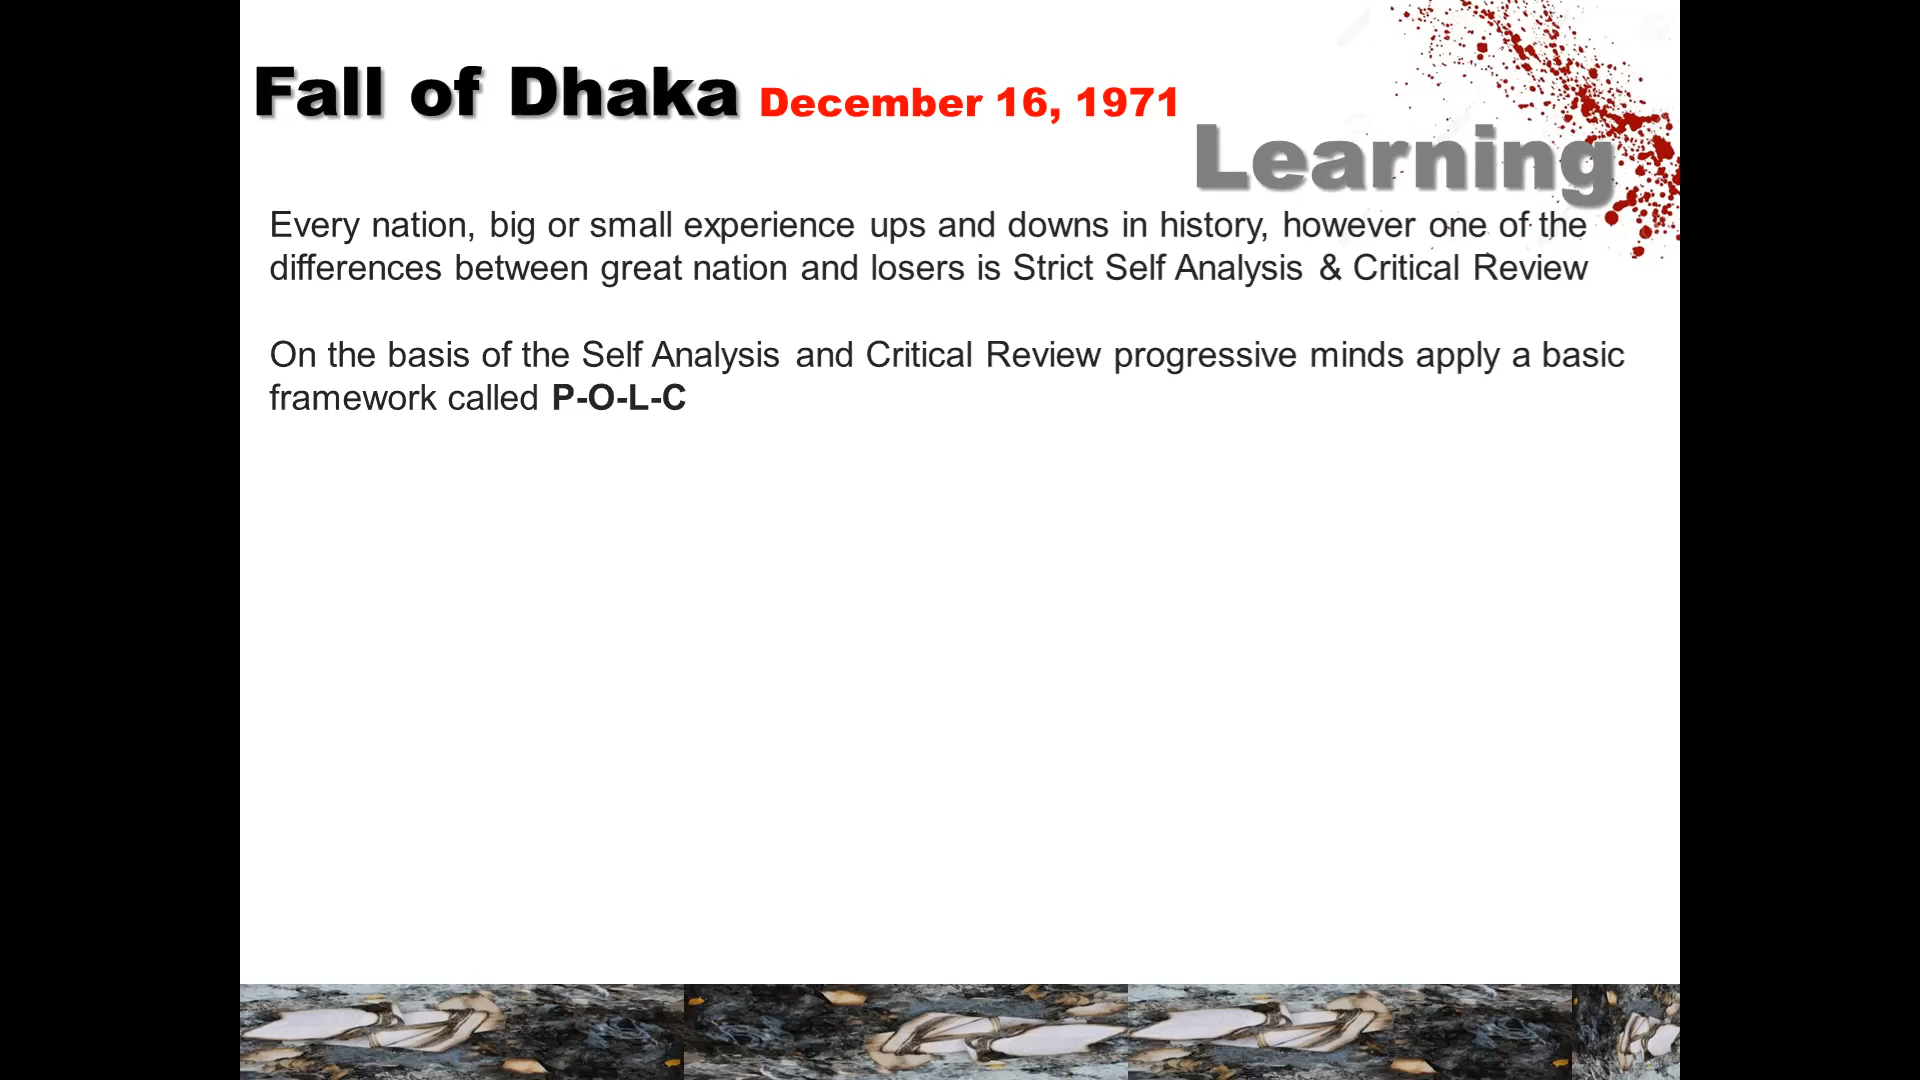 Fall of Dhaka December 16, 1971
Learning
Every nation, big or small experience ups and downs in history, however one of the
differences between great nation and losers is Strict Self Analysis & Critical Review
On the basis of the Self Analysis and Critical Review progressive minds apply a basic
framework called P-O-L-C